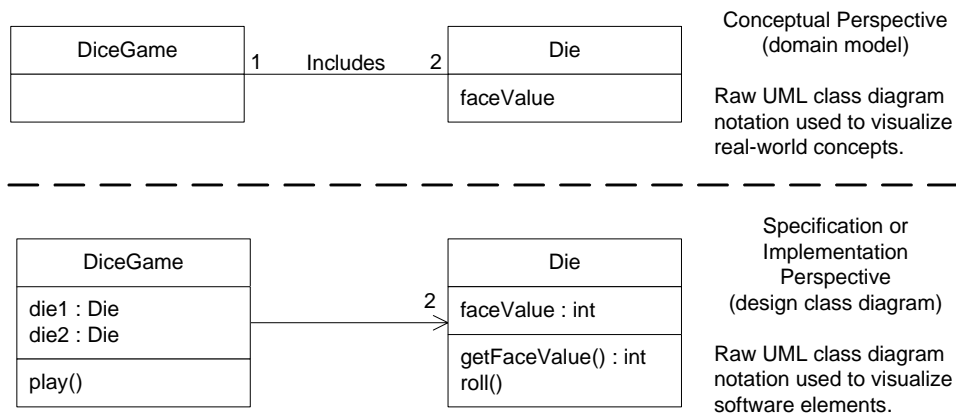 DiceGame
1 Includes 2
Die
faceValue
Conceptual Perspective
(domain model)
Raw UML class diagram
notation used to visualize
real-world concepts.
DiceGame
die1 : Die
die2 : Die
play()
2
Die
faceValue : int
getFaceValue() : int
roll()
Specification or
Implementation
Perspective
(design class diagram)
Raw UML class diagram
notation used to visualize
software elements.